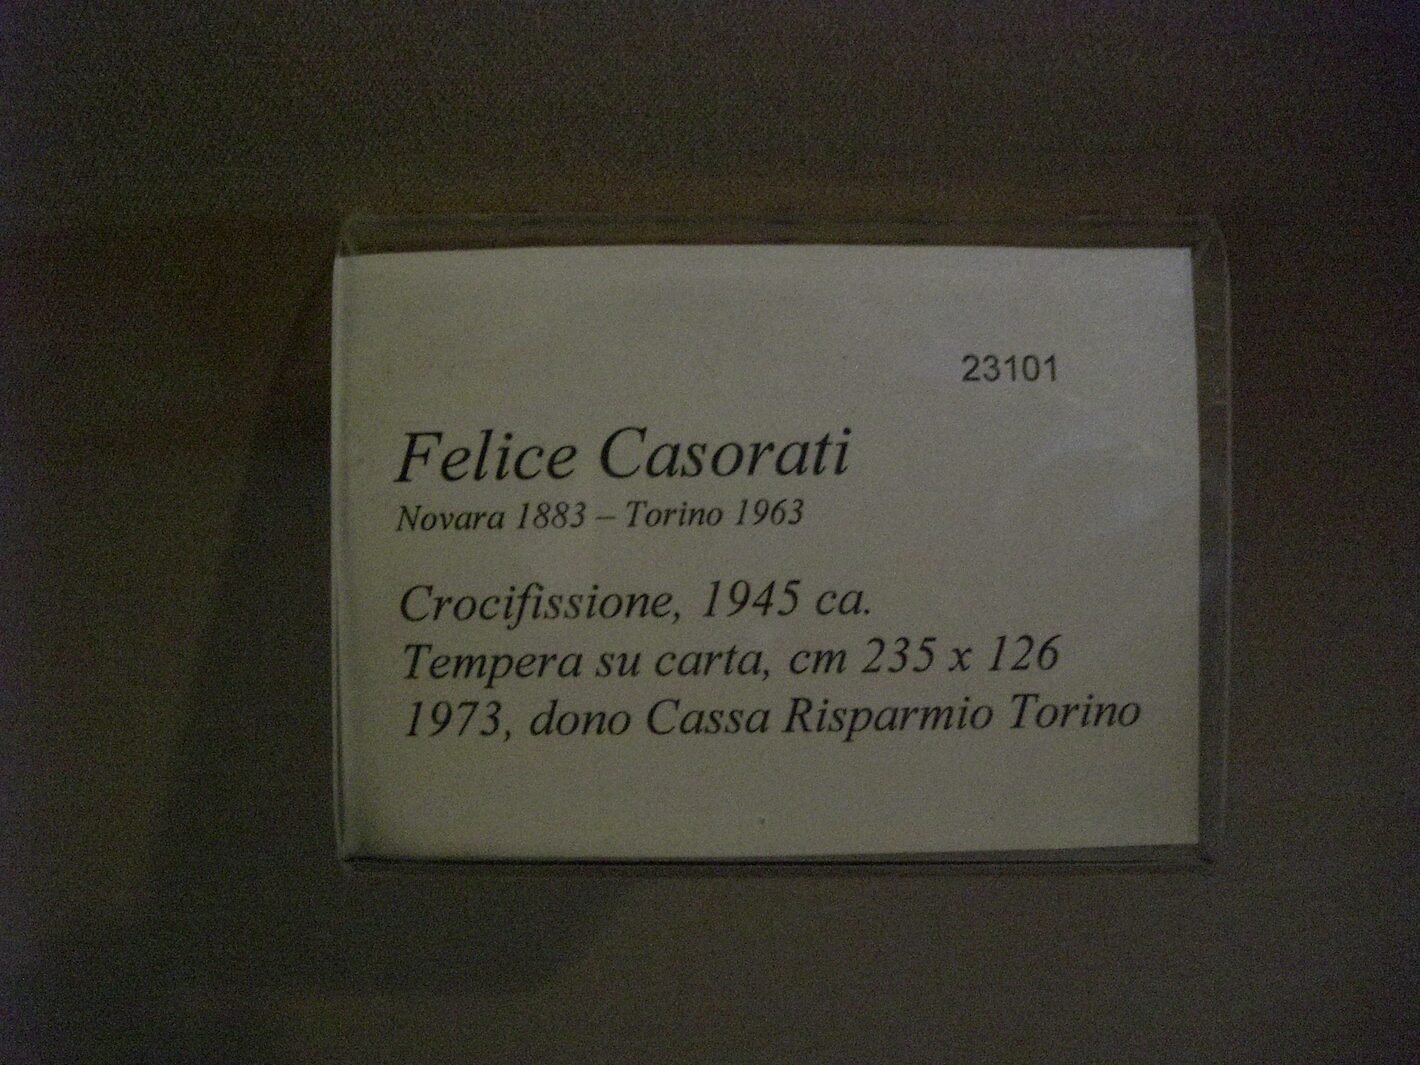 23101
Felice Casorati
Novara 1883 – Torino 1963
Crocifissione, 1945 ca.
Tempera su carta, cm 235 x 126
1973, dono Cassa Risparmio Torino